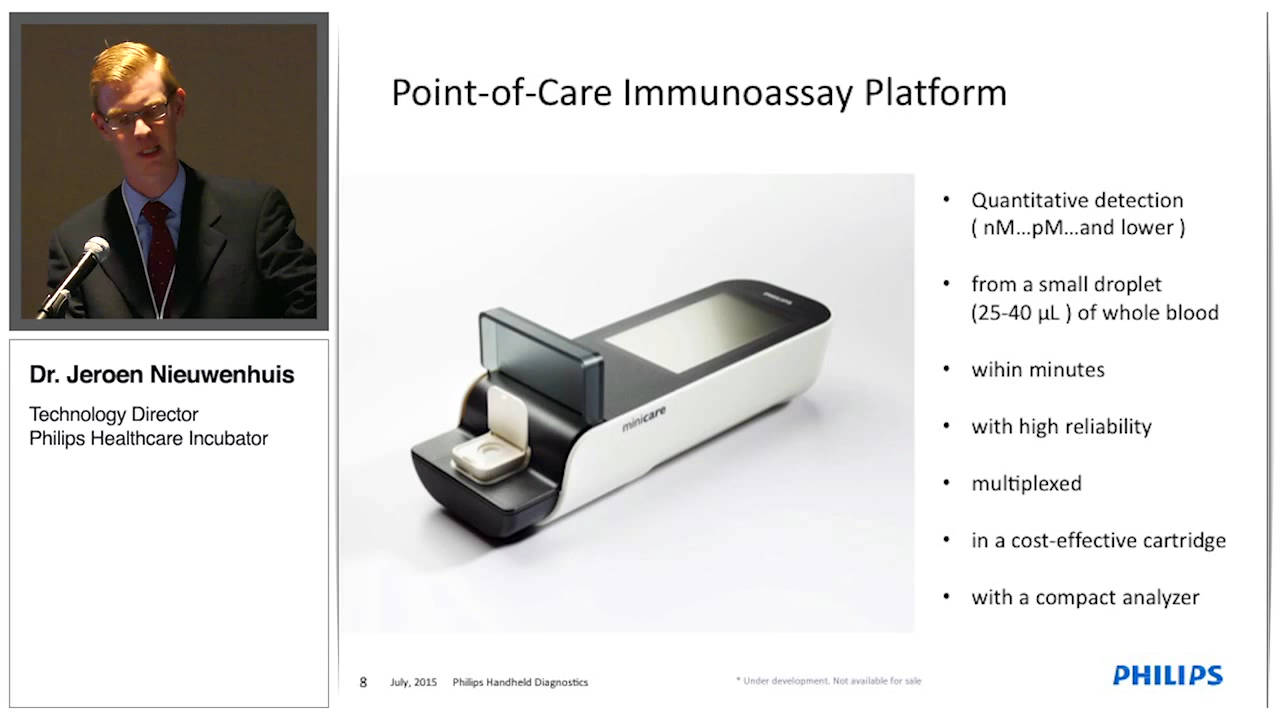 Point-of-Care Immunoassay Platform
Dr. Jeroen Nieuwenhuis
Technology Director
Philips Healthcare Incubator
PHILIPS
minicare
• Quantitative detection
( nM...pM...and lower )
• from a small droplet
(25-40 µL ) of whole blood
• wihin minutes
• with high reliability
• multiplexed
• in a cost-effective cartridge
• with a compact analyzer
8 July, 2015 Philips Handheld Diagnostics
* Under development. Not available for sale
PHILIPS